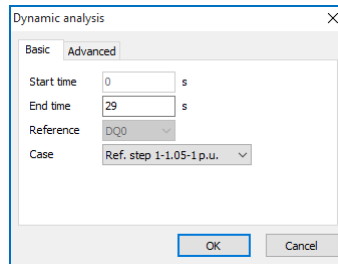 Dynamic analysis
Basic Advanced
Start time 0 s
End time 29 s
Reference DQ0
Case Ref. step 1-1.05-1 p.u.
OK Cancel